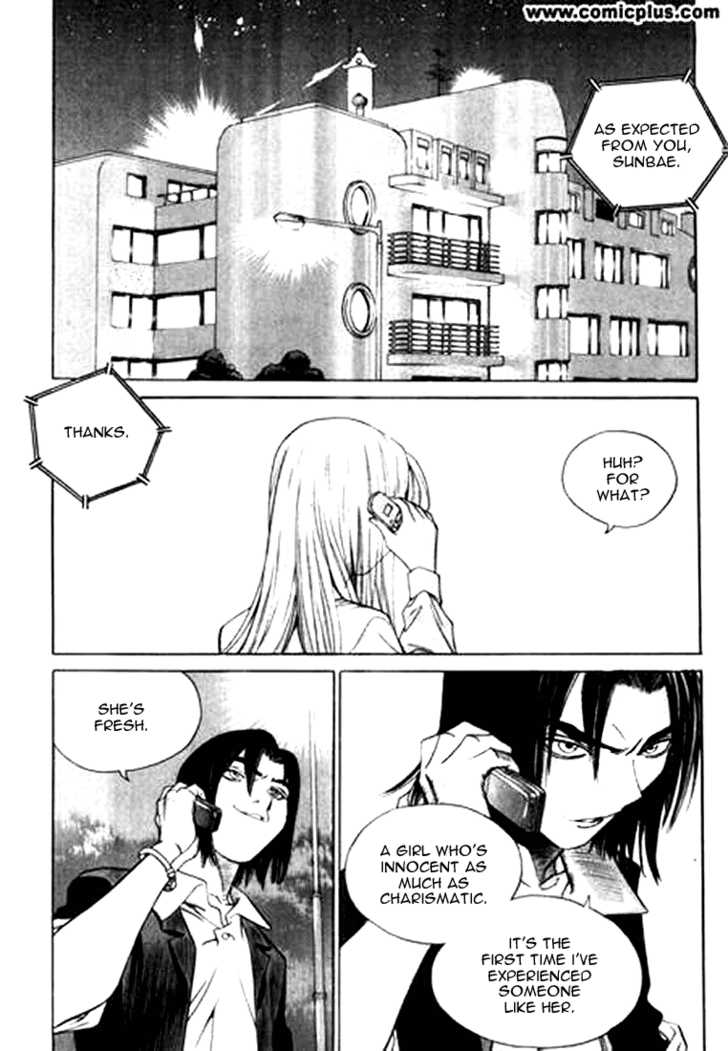 www.comicplus.com
AS EXPECTED
FROM YOU,
SUNBAE.
THANKS.
HUH?
FOR
WHAT?
SHE'S
FRESH.
A GIRL WHO'S
INNOCENT AS
MUCH AS
CHARISMATIC.
IT'S THE
FIRST TIME I'VE
EXPERIENCED
SOMEONE
LIKE HER.